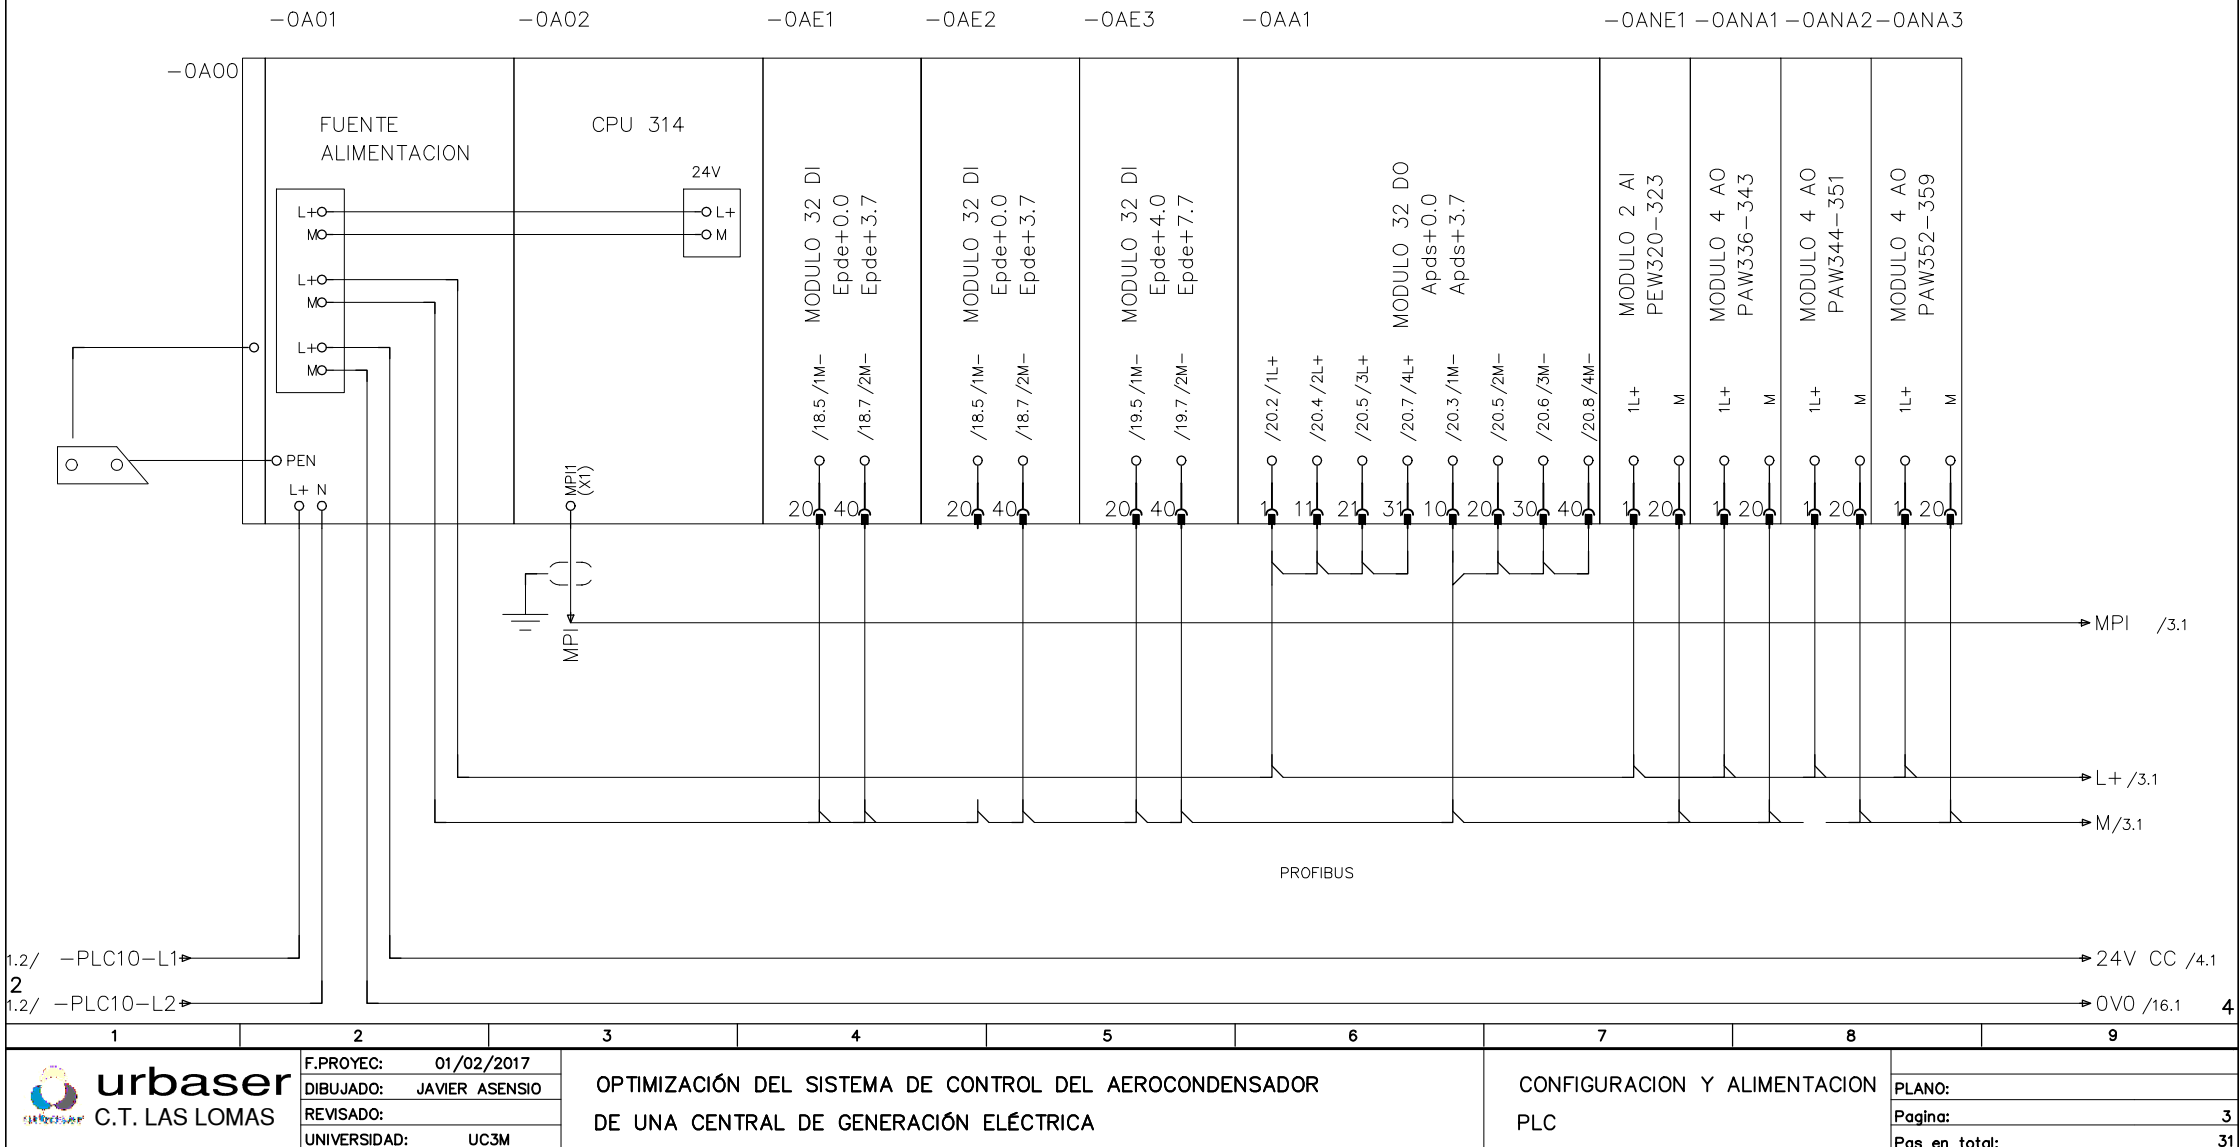 -0A01 -0A02 -0AE1 -0AE2 -0AE3 -0AA1 -0ANE1 -0ANA1 -0ANA2 -0ANA3
-0A00
FUENTE
ALIMENTACION
CPU 314
24V
L+ L+
M M
L+
M
L+
M
PEN
L+ N
MPI1
(X1)
MODULO 32 DI
Epde+0.0
Epde+3.7
MODULO 32 DI
Epde+0.0
Epde+3.7
MODULO 32 DI
Epde+4.0
Epde+7.7
MODULO 32 DO
Apds+0.0
Apds+3.7
MODULO 2 AI
PEW320-323
MODULO 4 AO
PAW336-343
MODULO 4 AO
PAW344-351
MODULO 4 AO
PAW352-359
/18.5 /1M-
/18.7 /2M-
/18.5 /1M-
/18.7 /2M-
/19.5 /1M-
/19.7 /2M-
/20.2 /1L+
/20.4 /2L+
/20.5 /3L+
/20.7 /4L+
/20.3 /1M-
/20.5 /2M-
/20.6 /3M-
/20.8 /4M-
1L+
M
1L+
M
1L+
M
1L+
M
20 40 20 40 20 40 1 11 21 31 10 20 30 40 1 20 1 20 1 20 1 20
MPI
MPI /3.1
L+ /3.1
M/3.1
PROFIBUS
1.2/ -PLC10-L1 24V CC /4.1
2
1.2/ -PLC10-L2 0V0 /16.1 4
1 2 3 4 5 6 7 8 9
urbaser
C.T. LAS LOMAS
F.PROYEC: 01/02/2017
DIBUJADO: JAVIER ASENSIO
REVISADO:
UNIVERSIDAD: UC3M
OPTIMIZACIÓN DEL SISTEMA DE CONTROL DEL AEROCONDENSADOR
DE UNA CENTRAL DE GENERACIÓN ELÉCTRICA
CONFIGURACION Y ALIMENTACION
PLC
PLANO:
Pagina: 3
Pas en total: 31